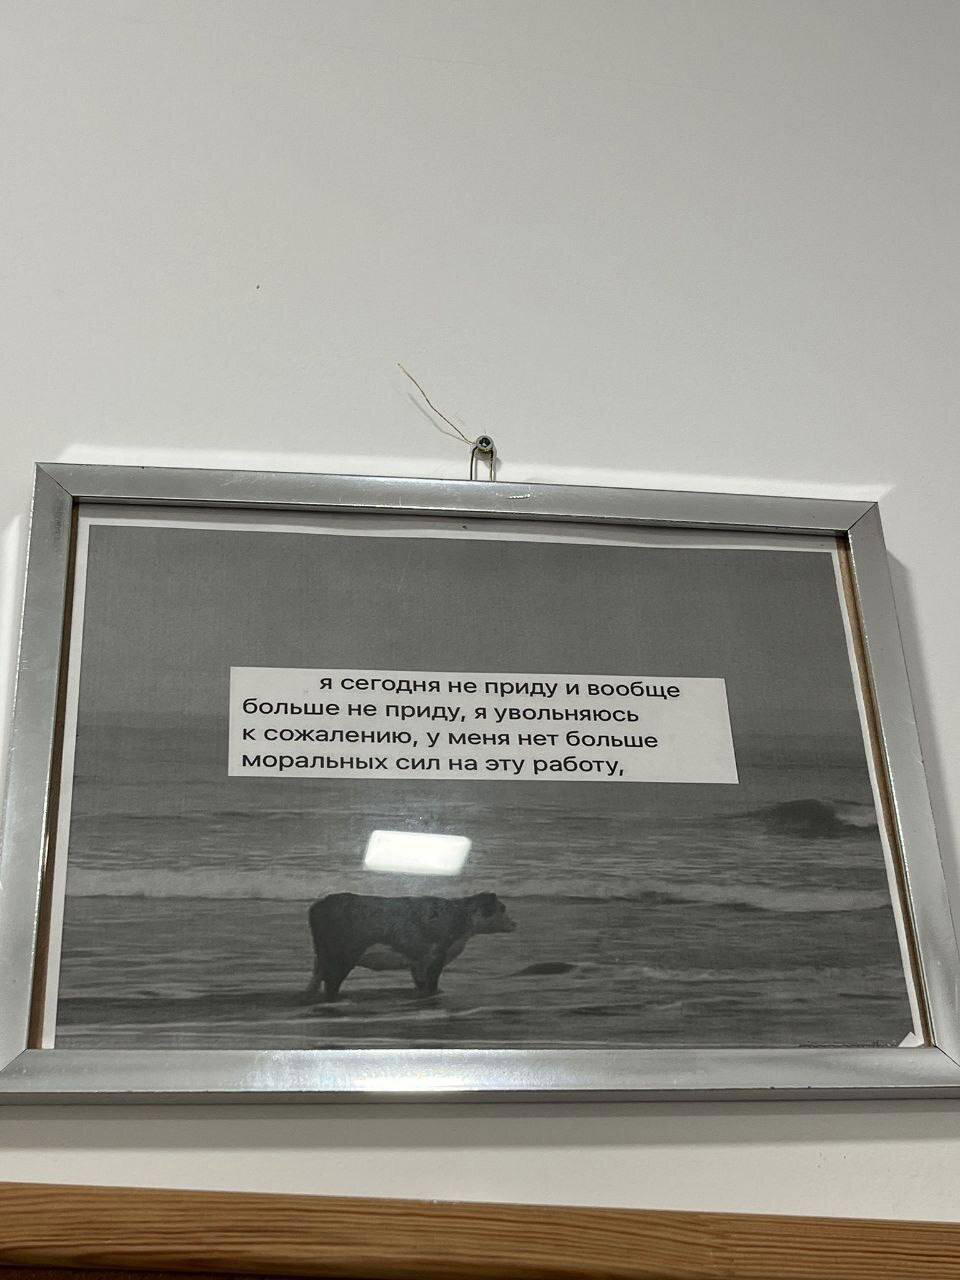 я сегодня не приду и вообще
больше не приду, я увольняюсь
к сожалению, у меня нет больше
моральных сил на эту работу,